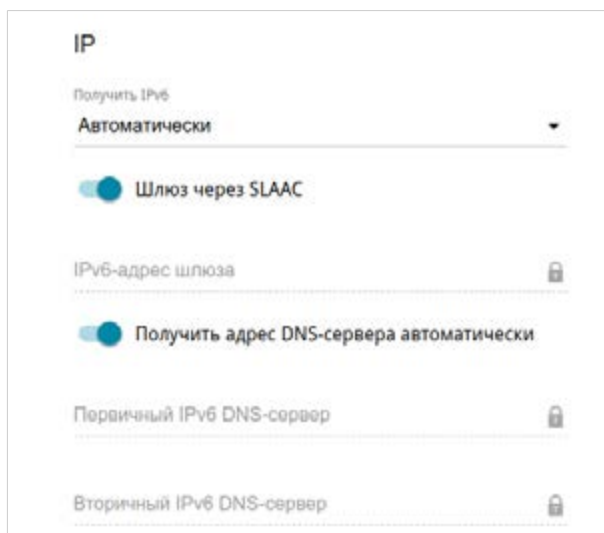 IP
Получить IPv6
Автоматически
Шлюз через SLAAC
IPv6-адрес шлюза
Получить адрес DNS-сервера автоматически
Первичный IPv6 DNS-сервер
Вторичный IPv6 DNS-сервер